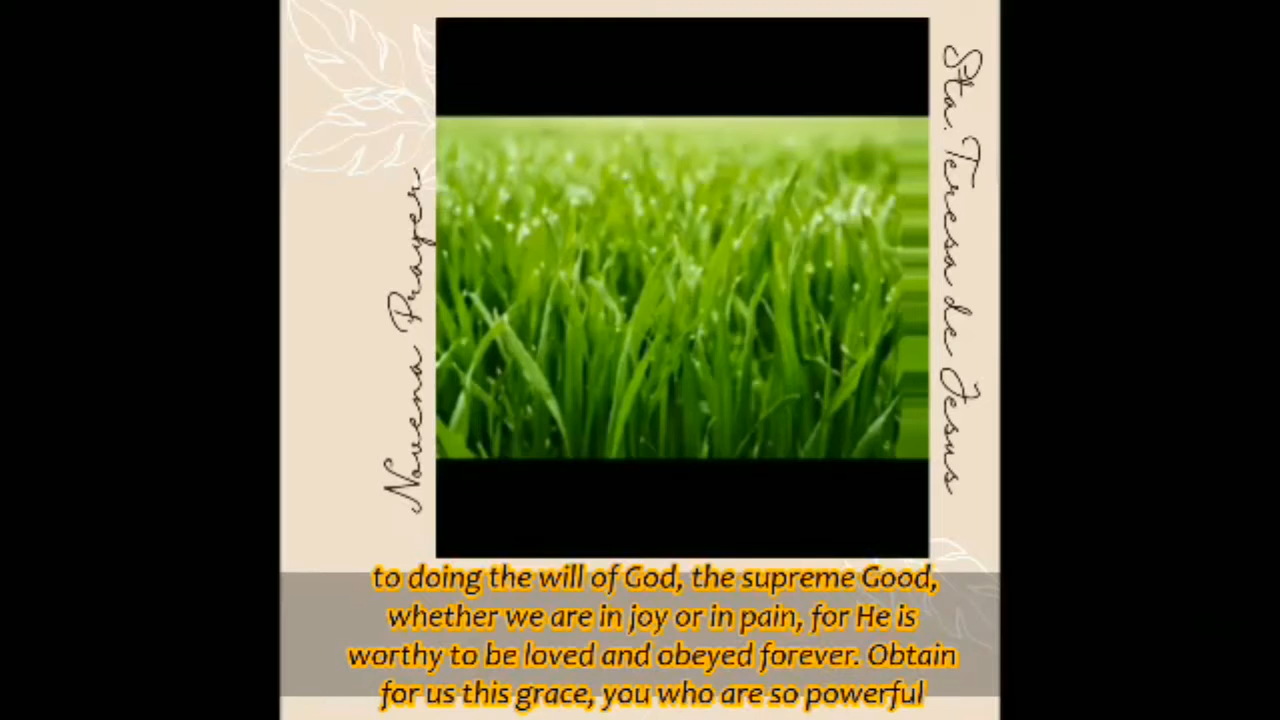 Novena Prayer
Sta. Teresa de Jesus
to doing the will of God, the supreme Good,
whether we are in joy or in pain, for He is
worthy to be loved and obeyed forever. Obtain
for us this grace, you who are so powerful